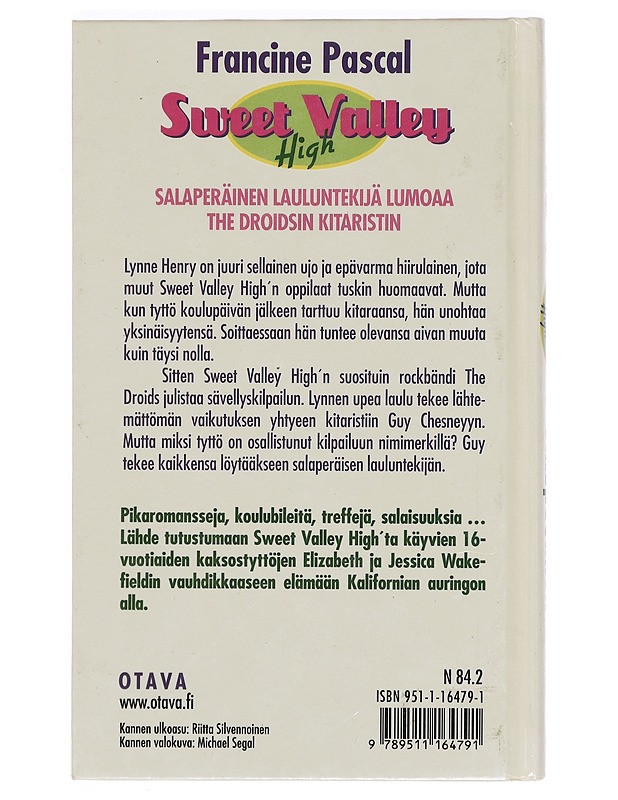 Francine Pascal
Sweet Valley
High
SALAPERÄINEN LAULUNTEKIJÄ LUMOAA
THE DROIDSIN KITARISTIN
Lynne Henry on juuri sellainen ujo ja epävarma hiirulainen, jota
muut Sweet Valley High´n oppilaat tuskin huomaavat. Mutta
kun tyttö koulupäivän jälkeen tarttuu kitaraansa, hän unohtaa
yksinäisyytensä. Soittaessaan hän tuntee olevansa aivan muuta
kuin täysi nolla.
Sitten Sweet Valley High´n suosituin rockbändi The
Droids julistaa sävellyskilpailun. Lynnen upea laulu tekee lähte-
mättömän vaikutuksen yhtyeen kitaristiin Guy Chesneyyn.
Mutta miksi tyttö on osallistunut kilpailuun nimimerkillä? Guy
tekee kaikkensa löytääkseen salaperäisen lauluntekijän.
Pikaromansseja, koulubileitä, treffejä, salaisuuksia ...
Lähde tutustumaan Sweet Valley High´ta käyvien 16-
vuotiaiden kaksostyttöjen Elizabeth ja Jessica Wake-
fieldin vauhdikkaaseen elämään Kalifornian auringon
alla.
OTAVA
www.otava.fi
Kannen ulkoasu: Riitta Silvennoinen
Kannen valokuva: Michael Segal
N 84.2
ISBN 951-1-16479-1
9 789511 164791